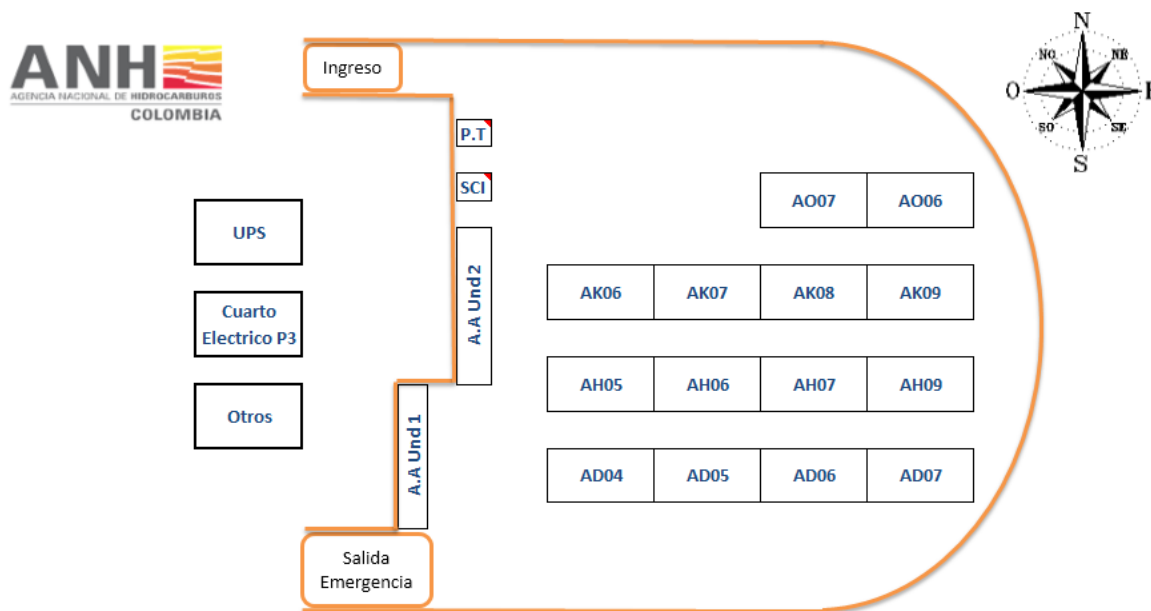 ANH
AGENCIA NACIONAL DE HIDROCARBUROS
COLOMBIA
Ingreso
N
NO
NE
O
E
SO
SE
S
P.T
SCI
UPS
Cuarto
Electrico P3
Otros
A.A Und 2
A.A Und 1
AO07
AO06
AK06
AK07
AK08
AK09
AH05
AH06
AH07
AH09
AD04
AD05
AD06
AD07
Salida
Emergencia